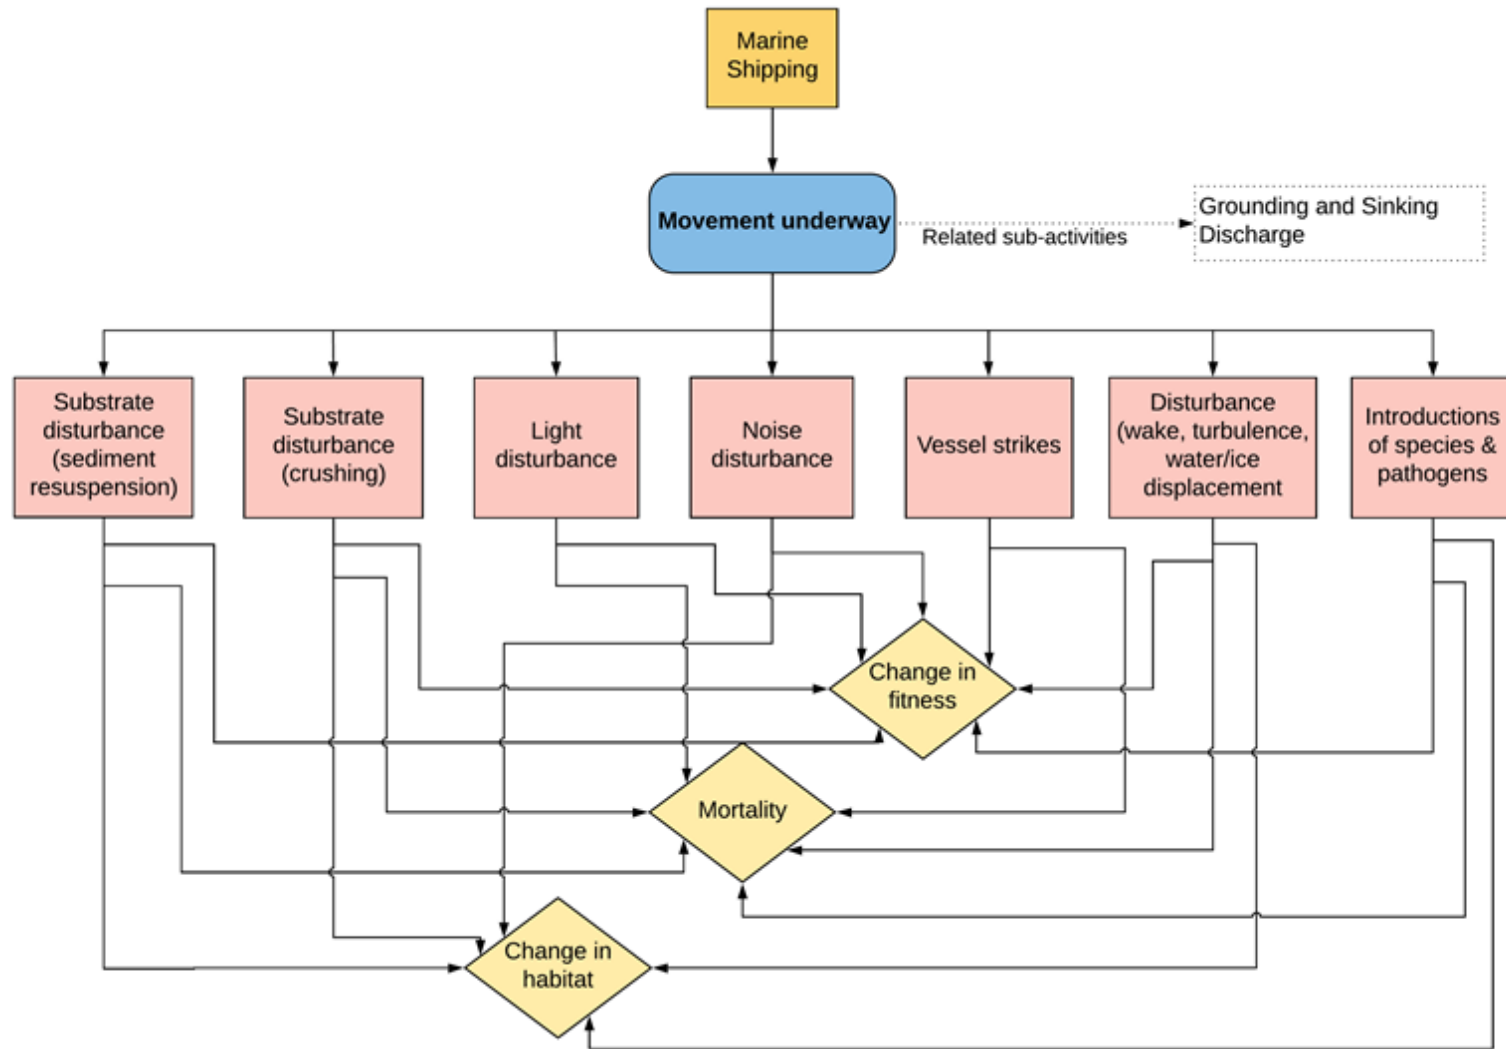 Marine
Shipping
Movement underway
Related sub-activities
Grounding and Sinking
Discharge
Substrate
disturbance
(sediment
resuspension)
Substrate
disturbance
(crushing)
Light
disturbance
Noise
disturbance
Vessel strikes
Disturbance
(wake, turbulence,
water/ice
displacement
Introductions
of species &
pathogens
Change in
fitness
Mortality
Change in
habitat